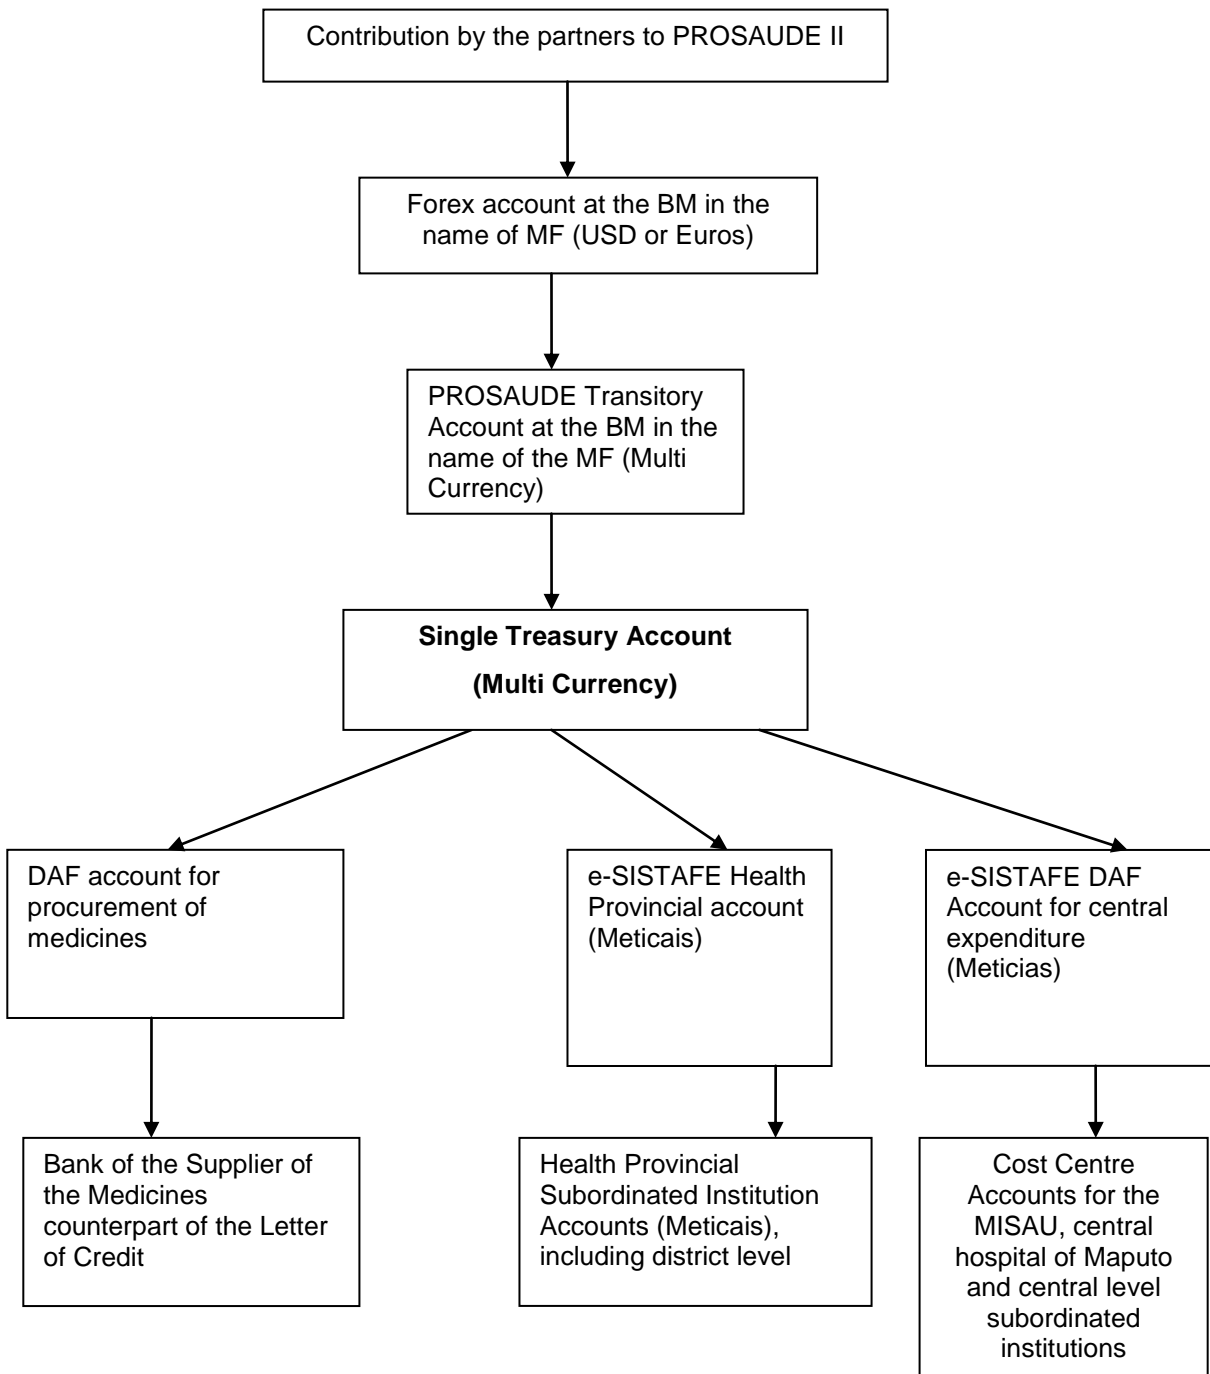 Contribution by the partners to PROSAUDE II
Forex account at the BM in the
name of MF (USD or Euros)
PROSAUDE Transitory
Account at the BM in the
name of the MF (Multi
Currency)
Single Treasury Account
(Multi Currency)
DAF account for
procurement of
medicines
e-SISTAFE Health
Provincial account
(Meticais)
e-SISTAFE DAF
Account for central
expenditure
(Meticias)
Bank of the Supplier of
the Medicines
counterpart of the Letter
of Credit
Health Provincial
Subordinated Institution
Accounts (Meticais),
including district level
Cost Centre
Accounts for the
MISAU, central
hospital of Maputo
and central level
subordinated
institutions